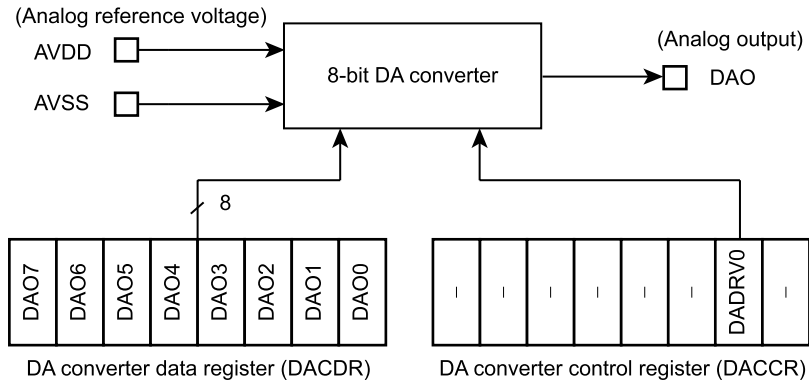 (Analog reference voltage)
AVDD
AVSS
8-bit DA converter
(Analog output)
DAO
8
DAO7
DAO6
DAO5
DAO4
DAO3
DAO2
DAO1
DAO0
–
–
–
–
–
–
DADRV0
–
DA converter data register (DACDR)
DA converter control register (DACCR)